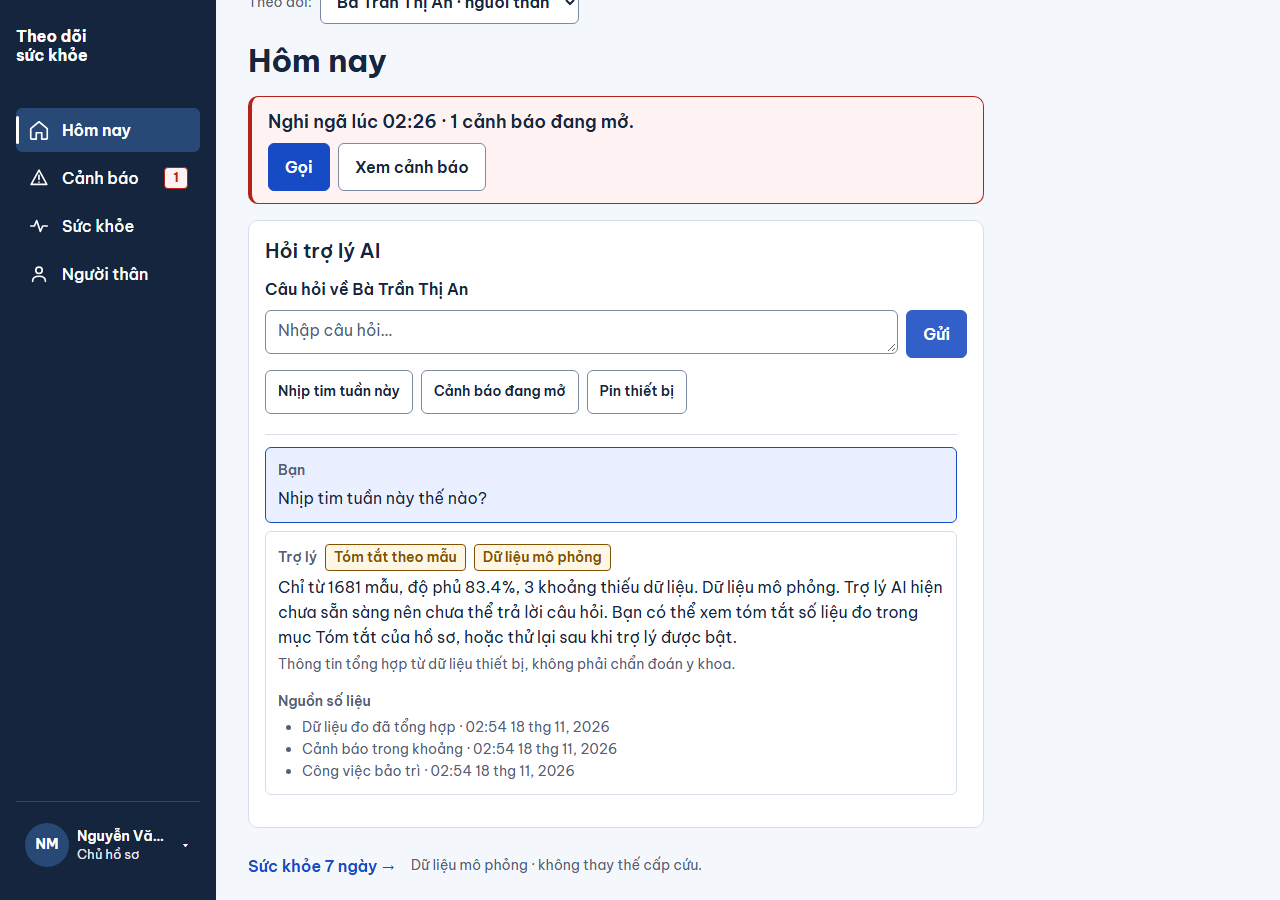 Theo dõi
sức khỏe
Hôm nay
Cảnh báo
1
Sức khỏe
Người thân
NM
Nguyễn Vă...
Chủ hồ sơ
Theo dõi:
Bà Trần Thị An · người thân
Hôm nay
Nghi ngã lúc 02:26 · 1 cảnh báo đang mở.
Gọi
Xem cảnh báo
Hỏi trợ lý AI
Câu hỏi về Bà Trần Thị An
Nhập câu hỏi...
Gửi
Nhịp tim tuần này
Cảnh báo đang mở
Pin thiết bị
Bạn
Nhịp tim tuần này thế nào?
Trợ lý
Tóm tắt theo mẫu
Dữ liệu mô phỏng
Chỉ từ 1681 mẫu, độ phủ 83.4%, 3 khoảng thiếu dữ liệu. Dữ liệu mô phỏng. Trợ lý AI hiện
chưa sẵn sàng nên chưa thể trả lời câu hỏi. Bạn có thể xem tóm tắt số liệu đo trong
mục Tóm tắt của hồ sơ, hoặc thử lại sau khi trợ lý được bật.
Thông tin tổng hợp từ dữ liệu thiết bị, không phải chẩn đoán y khoa.
Nguồn số liệu
• Dữ liệu đo đã tổng hợp · 02:54 18 thg 11, 2026
• Cảnh báo trong khoảng · 02:54 18 thg 11, 2026
• Công việc bảo trì · 02:54 18 thg 11, 2026
Sức khỏe 7 ngày →
Dữ liệu mô phỏng · không thay thế cấp cứu.